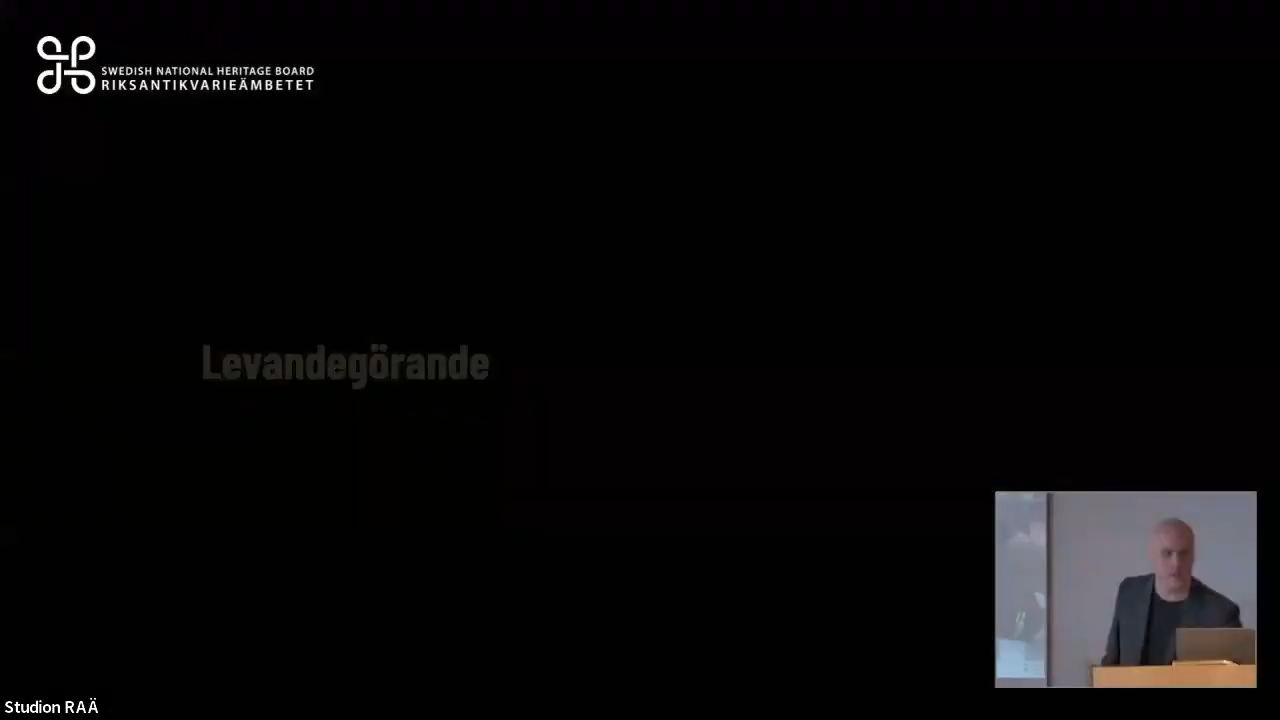 SWEDISH NATIONAL HERITAGE BOARD
RIKSANTIKVARIEÄMBETET
Levandegörande
Studion RAÄ